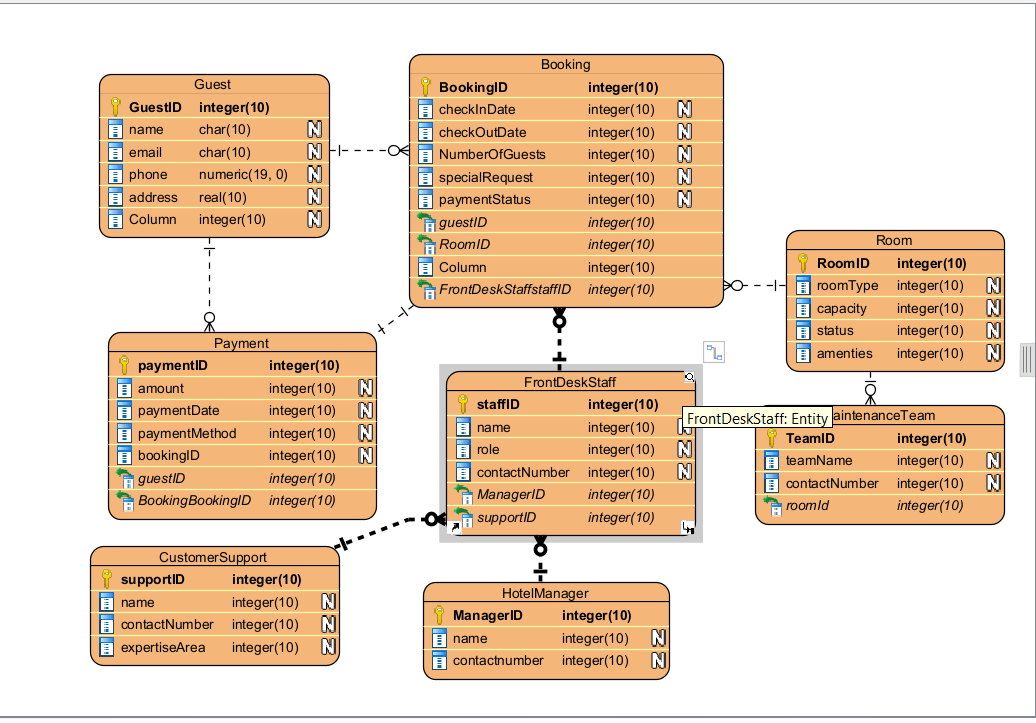 Guest
GuestID integer(10)
name char(10) N
email char(10) N
phone numeric(19, 0) N
address real(10) N
Column integer(10) N
Booking
BookingID integer(10)
checkInDate integer(10) N
checkOutDate integer(10) N
NumberOfGuests integer(10) N
specialRequest integer(10) N
paymentStatus integer(10) N
guestID integer(10)
RoomID integer(10)
Column integer(10)
FrontDeskStaffstaffID integer(10)
Room
RoomID integer(10)
roomType integer(10) N
capacity integer(10) N
status integer(10) N
amenties integer(10) N
Payment
paymentID integer(10)
amount integer(10) N
paymentDate integer(10) N
paymentMethod integer(10) N
bookingID integer(10) N
guestID integer(10)
BookingBookingID integer(10)
FrontDeskStaff
staffID integer(10)
name integer(10) N
role integer(10) N
contactNumber integer(10) N
ManagerID integer(10)
supportID integer(10)
FrontDeskStaff: Entity
aintenanceTeam
TeamID integer(10)
teamName integer(10) N
contactNumber integer(10) N
roomId integer(10)
CustomerSupport
supportID integer(10)
name integer(10) N
contactNumber integer(10) N
expertiseArea integer(10) N
HotelManager
ManagerID integer(10)
name integer(10) N
contactnumber integer(10) N